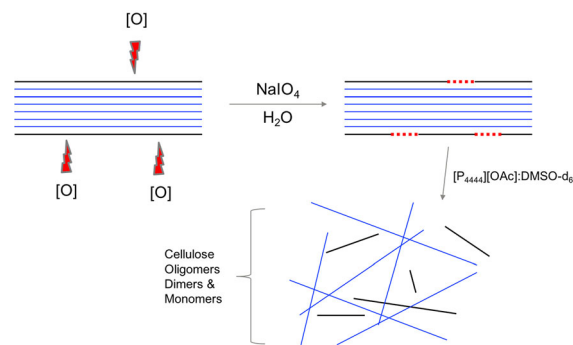 [O]
NaIO₄
H₂O
[O]
[O]
[P₄₄₄₄][OAc]:DMSO-d₆
Cellulose
Oligomers
Dimers &
Monomers